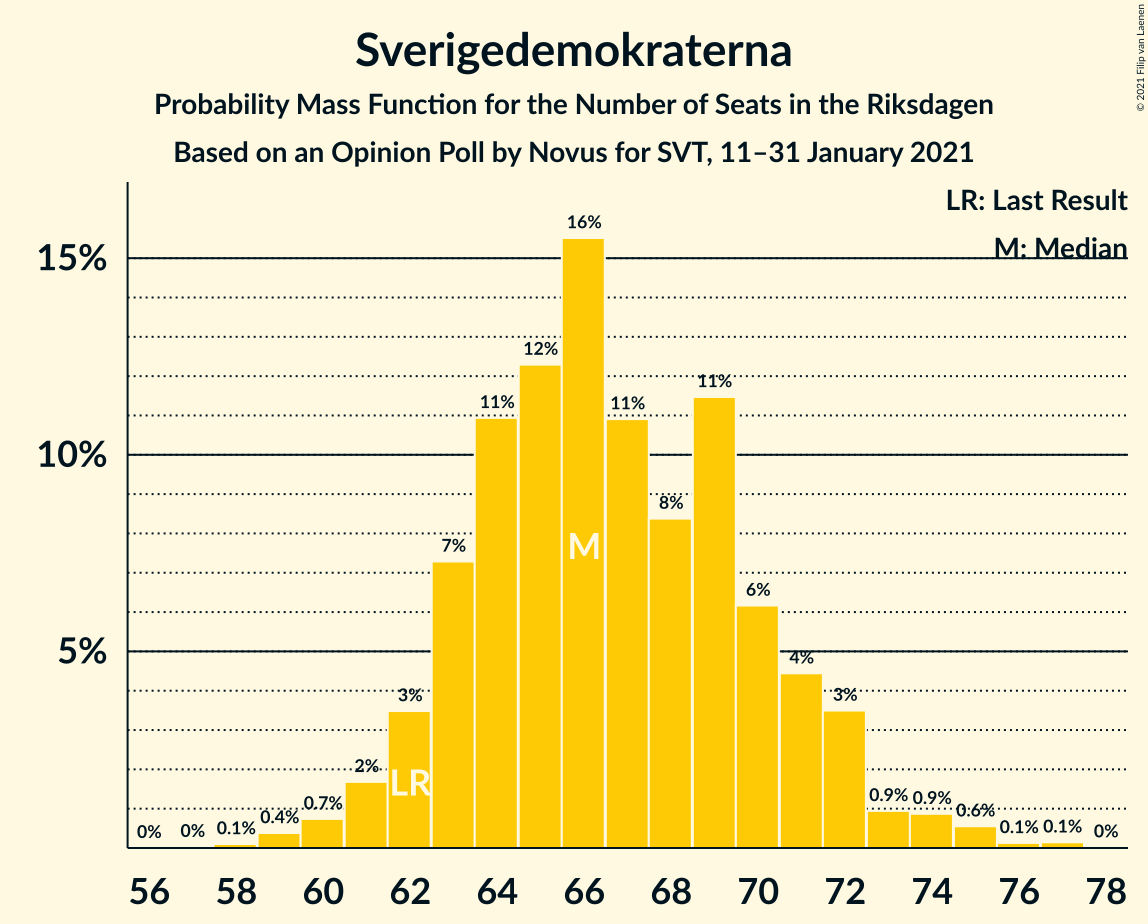 Sverigedemokraterna
Probability Mass Function for the Number of Seats in the Riksdagen
Based on an Opinion Poll by Novus for SVT, 11–31 January 2021
© 2021 Filip van Laenen
LR: Last Result
M: Median
15%
10%
5%
0%
0%
0.1%
0.4%
0.7%
2%
3%
7%
11%
12%
16%
11%
8%
11%
6%
4%
3%
0.9%
0.9%
0.6%
0.1%
0.1%
0%
LR
M
56 58 60 62 64 66 68 70 72 74 76 78